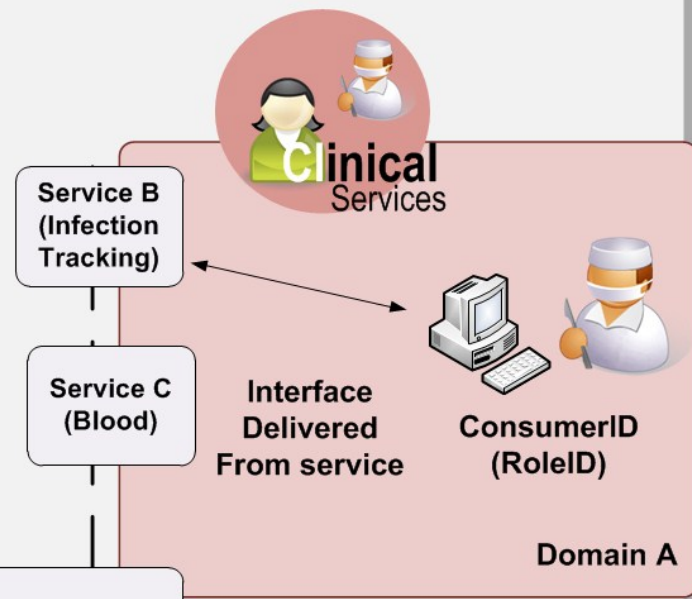 Clinical
Services
Service B
(Infection
Tracking)
Service C
(Blood)
Interface
Delivered
From service
ConsumerID
(RoleID)
Domain A